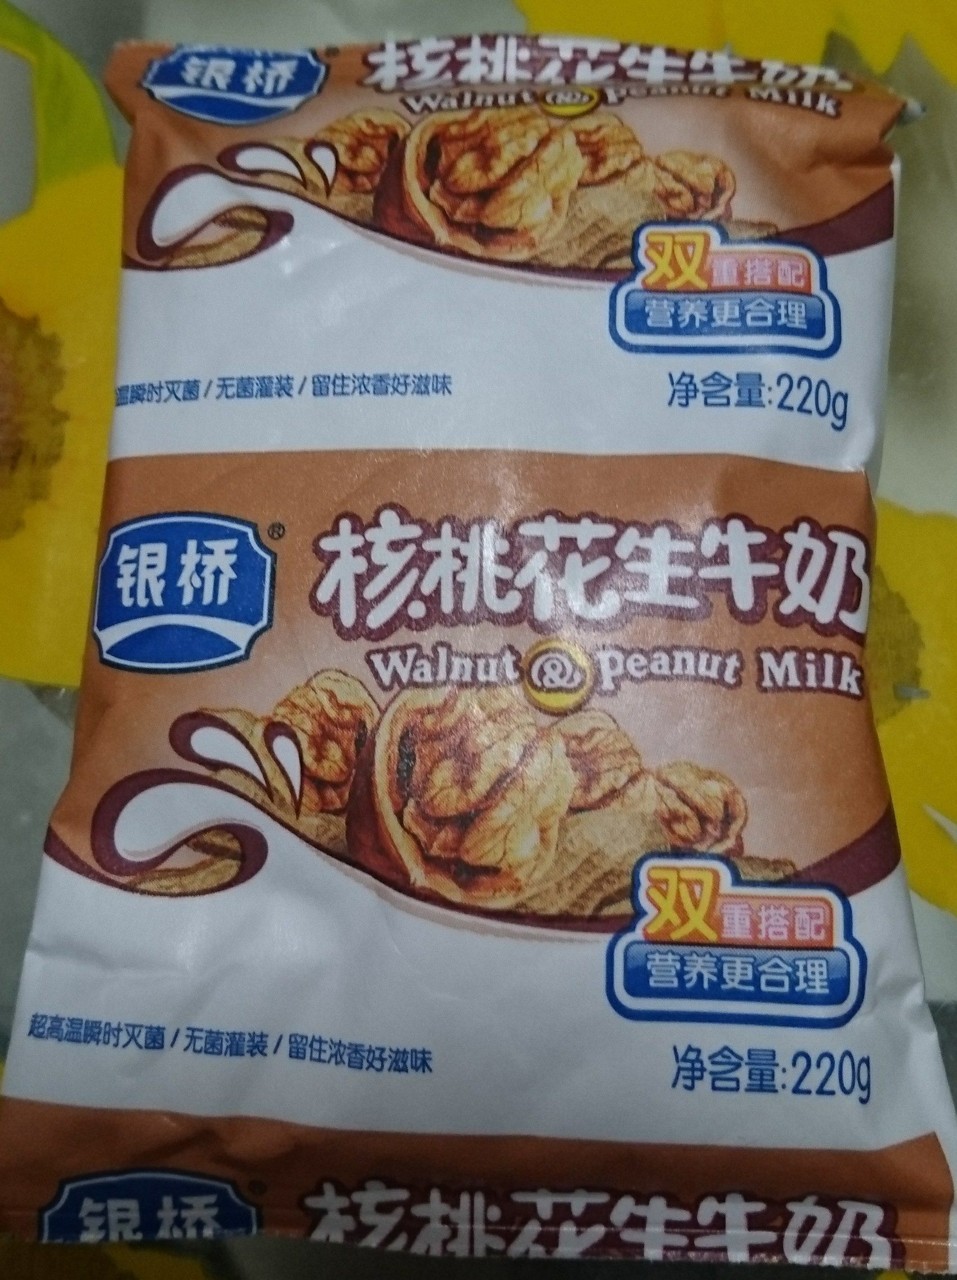 银桥
核桃花生牛奶
Walnut & Peanut Milk
双重搭配
营养更合理
温瞬时灭菌/无菌灌装/留住浓香好滋味
净含量:220g
银桥®
核桃花生牛奶
Walnut & Peanut Milk
双重搭配
营养更合理
超高温瞬时灭菌/无菌灌装/留住浓香好滋味
净含量:220g
银桥
核桃花生牛奶